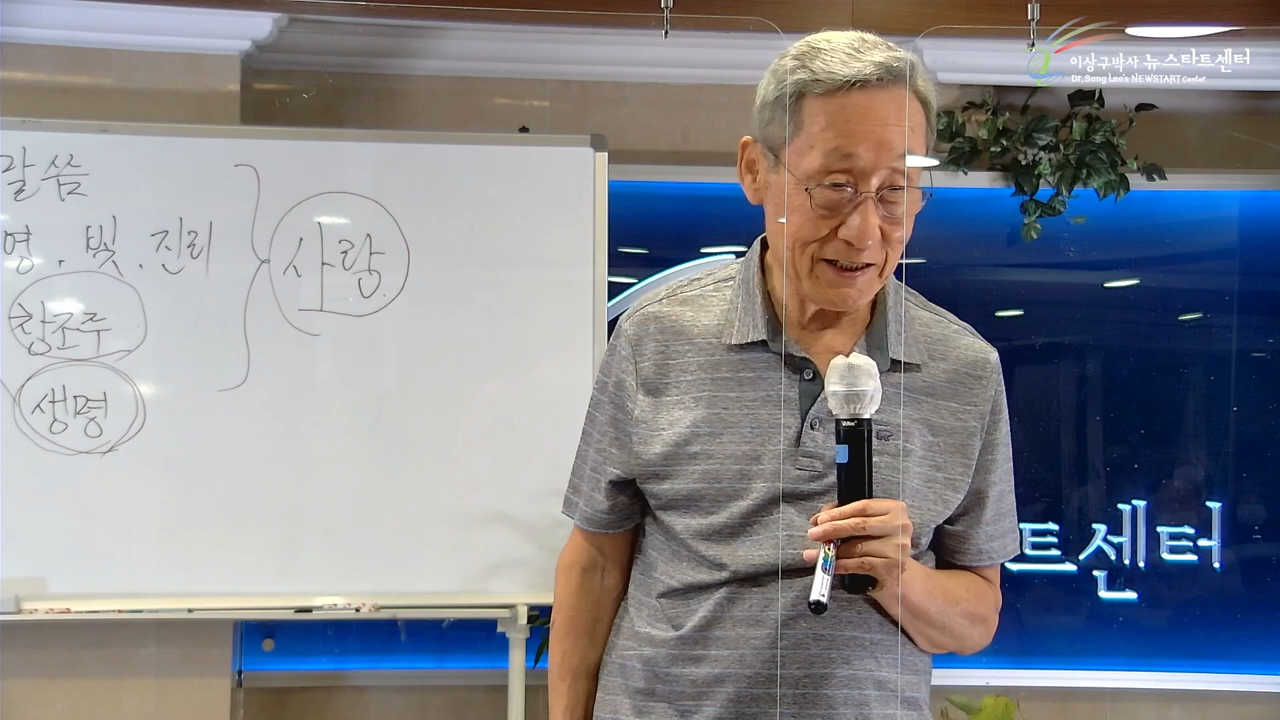 이상구박사 뉴스타트센터
Dr.Sang Lee's NEWSTART Center
말씀
영 . 빛 . 진리
창조주
생명
사랑
트센터